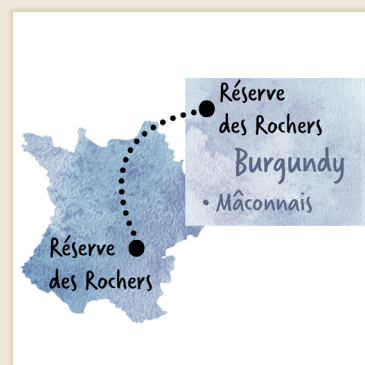 Réserve
des Rochers
Burgundy
• Mâconnais
Réserve
des Rochers